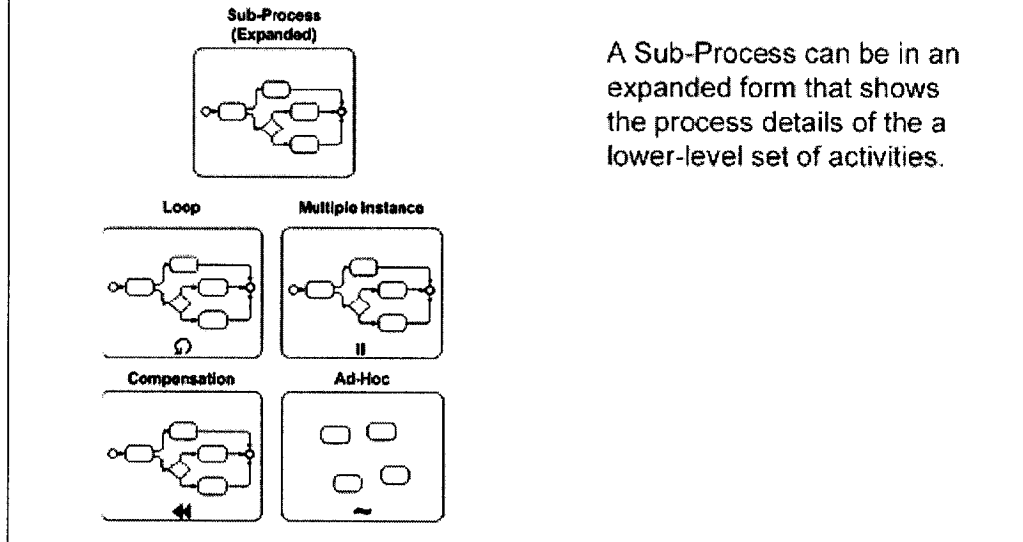 Sub-Process
(Expanded)
A Sub-Process can be in an
expanded form that shows
the process details of the a
lower-level set of activities.
Loop
Multiple Instance
Compensation
Ad-Hoc